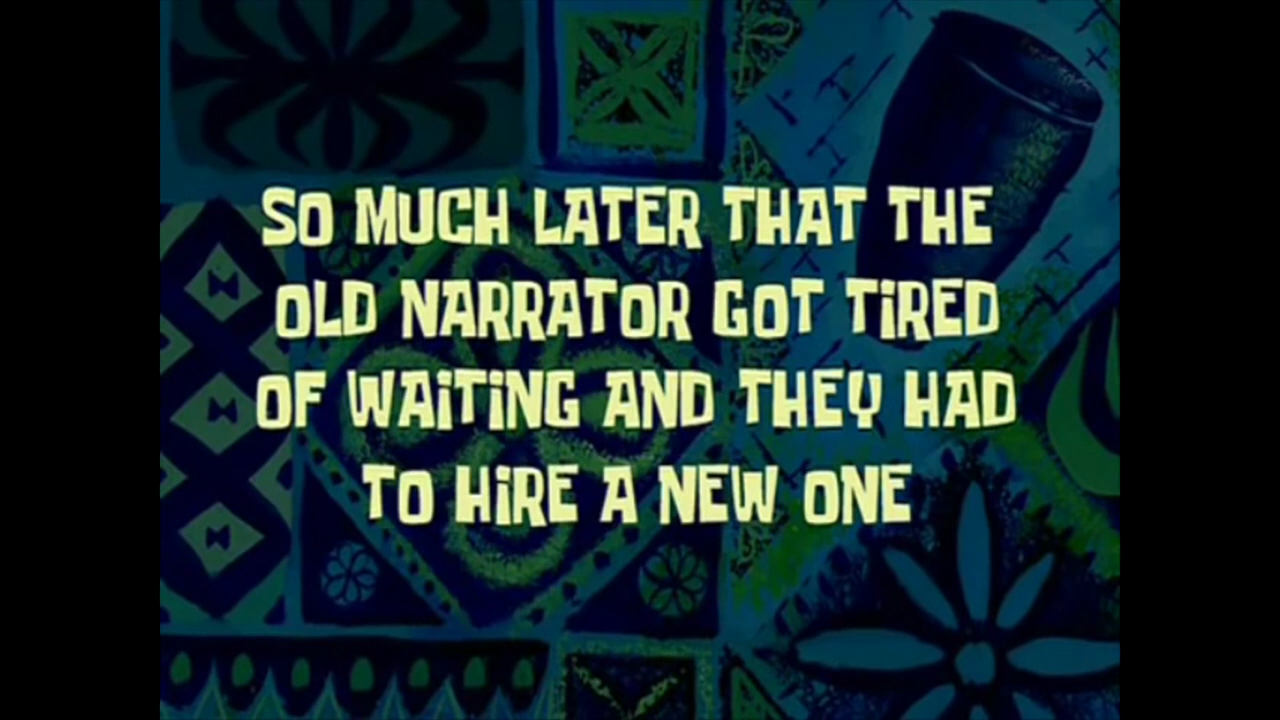 SO MUCH LATER THAT THE
OLD NARRATOR GOT TiRED
OF WAiTiNG AND THEY HAD
TO HiRE A NEW ONE